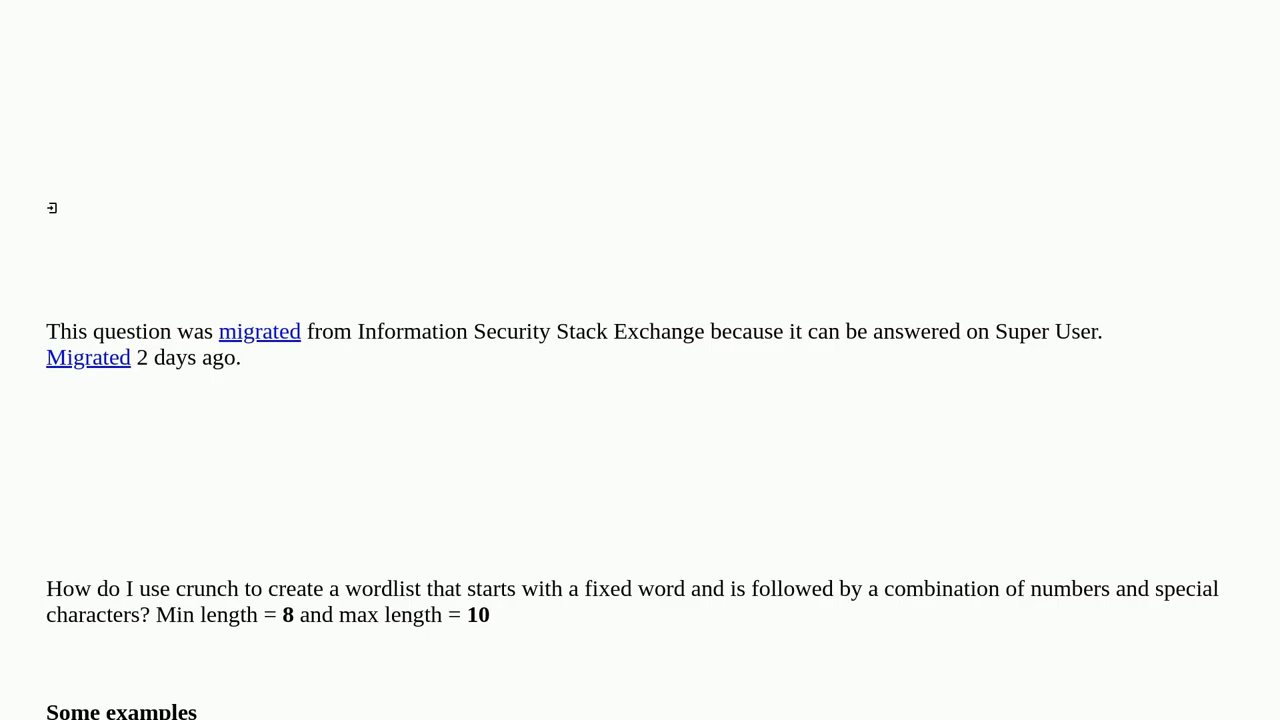 This question was migrated from Information Security Stack Exchange because it can be answered on Super User.
Migrated 2 days ago.
How do I use crunch to create a wordlist that starts with a fixed word and is followed by a combination of numbers and special
characters? Min length = 8 and max length = 10
Some examples